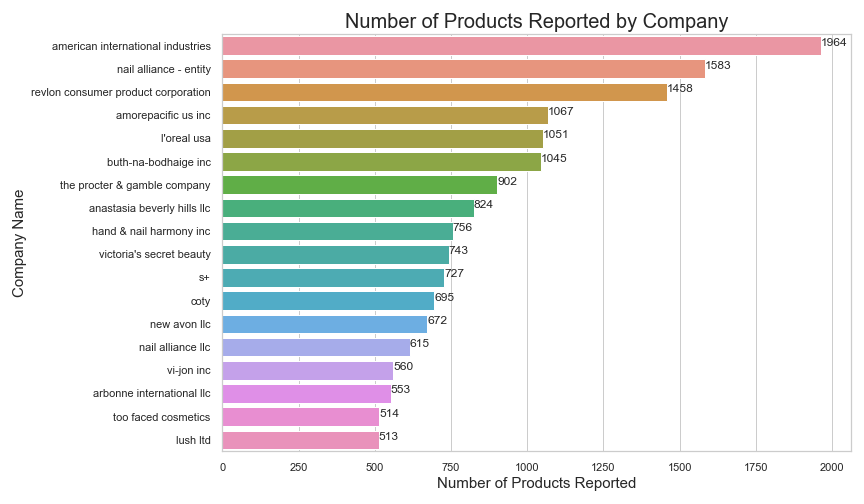 Number of Products Reported by Company
american international industries 1964
nail alliance - entity 1583
revlon consumer product corporation 1458
amorepacific us inc 1067
l'oreal usa 1051
buth-na-bodhaige inc 1045
the procter & gamble company 902
anastasia beverly hills llc 824
hand & nail harmony inc 756
victoria's secret beauty 743
s+ 727
coty 695
new avon llc 672
nail alliance llc 615
vi-jon inc 560
arbonne international llc 553
too faced cosmetics 514
lush ltd 513
Company Name
0 250 500 750 1000 1250 1500 1750 2000
Number of Products Reported